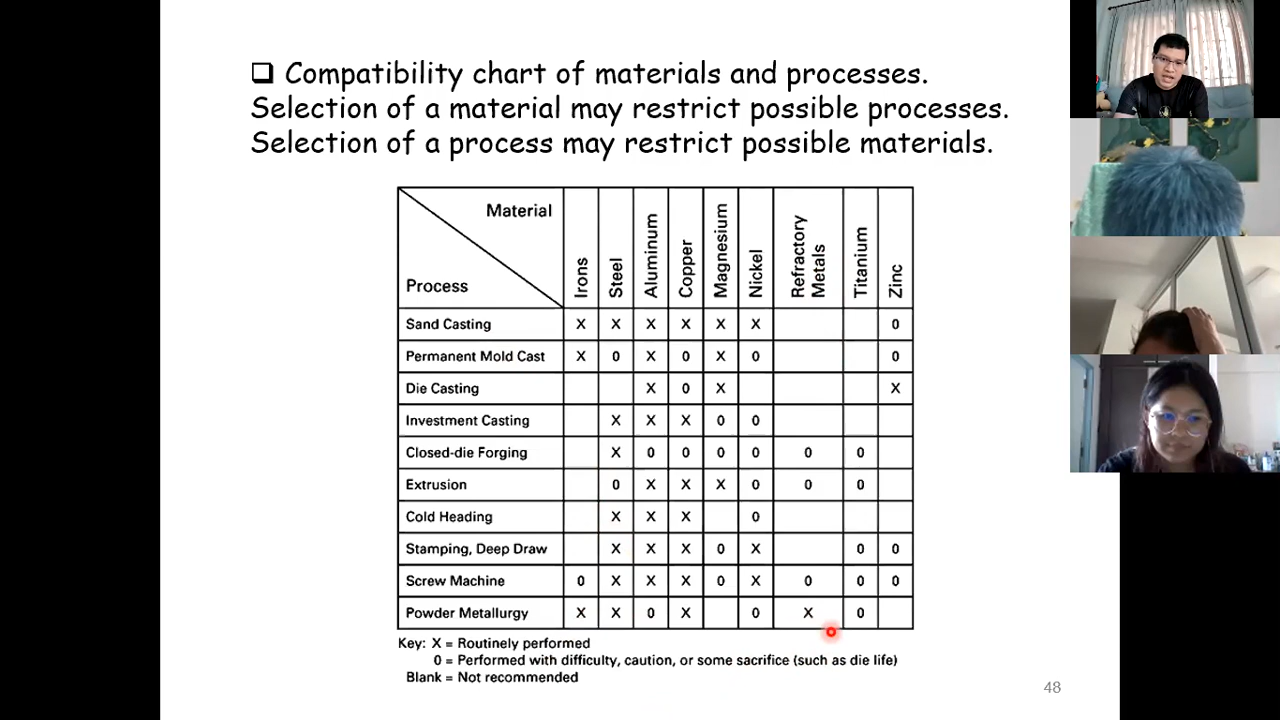 Compatibility chart of materials and processes.
Selection of a material may restrict possible processes.
Selection of a process may restrict possible materials.
Material
Process
Irons
Steel
Aluminum
Copper
Magnesium
Nickel
Refractory
Metals
Titanium
Zinc
Sand Casting X X X X X X 0
Permanent Mold Cast X 0 X 0 X 0 0
Die Casting X 0 X X
Investment Casting X X X 0 0
Closed-die Forging X 0 0 0 0 0 0
Extrusion 0 X X X 0 0 0
Cold Heading X X X 0
Stamping, Deep Draw X X X 0 X 0 0
Screw Machine 0 X X X 0 X 0 0 0
Powder Metallurgy X X 0 X 0 X 0
Key: X = Routinely performed
0 = Performed with difficulty, caution, or some sacrifice (such as die life)
Blank = Not recommended
48